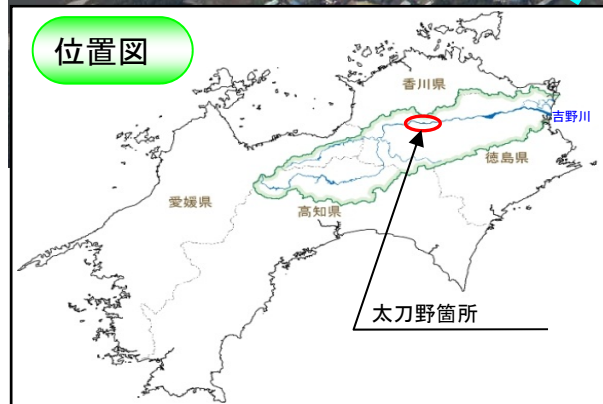 位置図
香川県
吉野川
徳島県
愛媛県
高知県
太刀野箇所